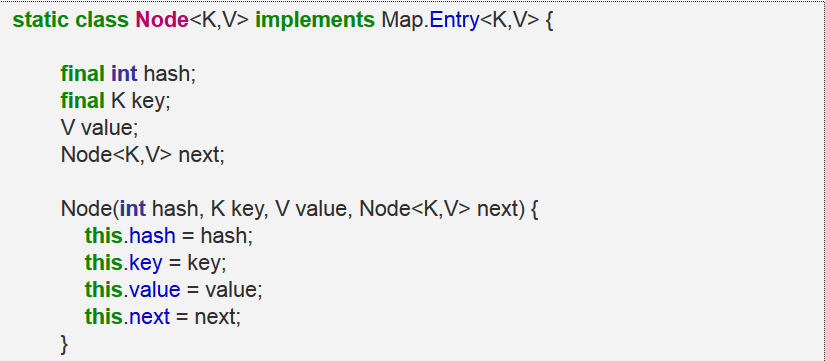 static class Node<K,V> implements Map.Entry<K,V> {
final int hash;
final K key;
V value;
Node<K,V> next;
Node(int hash, K key, V value, Node<K,V> next) {
this.hash = hash;
this.key = key;
this.value = value;
this.next = next;
}